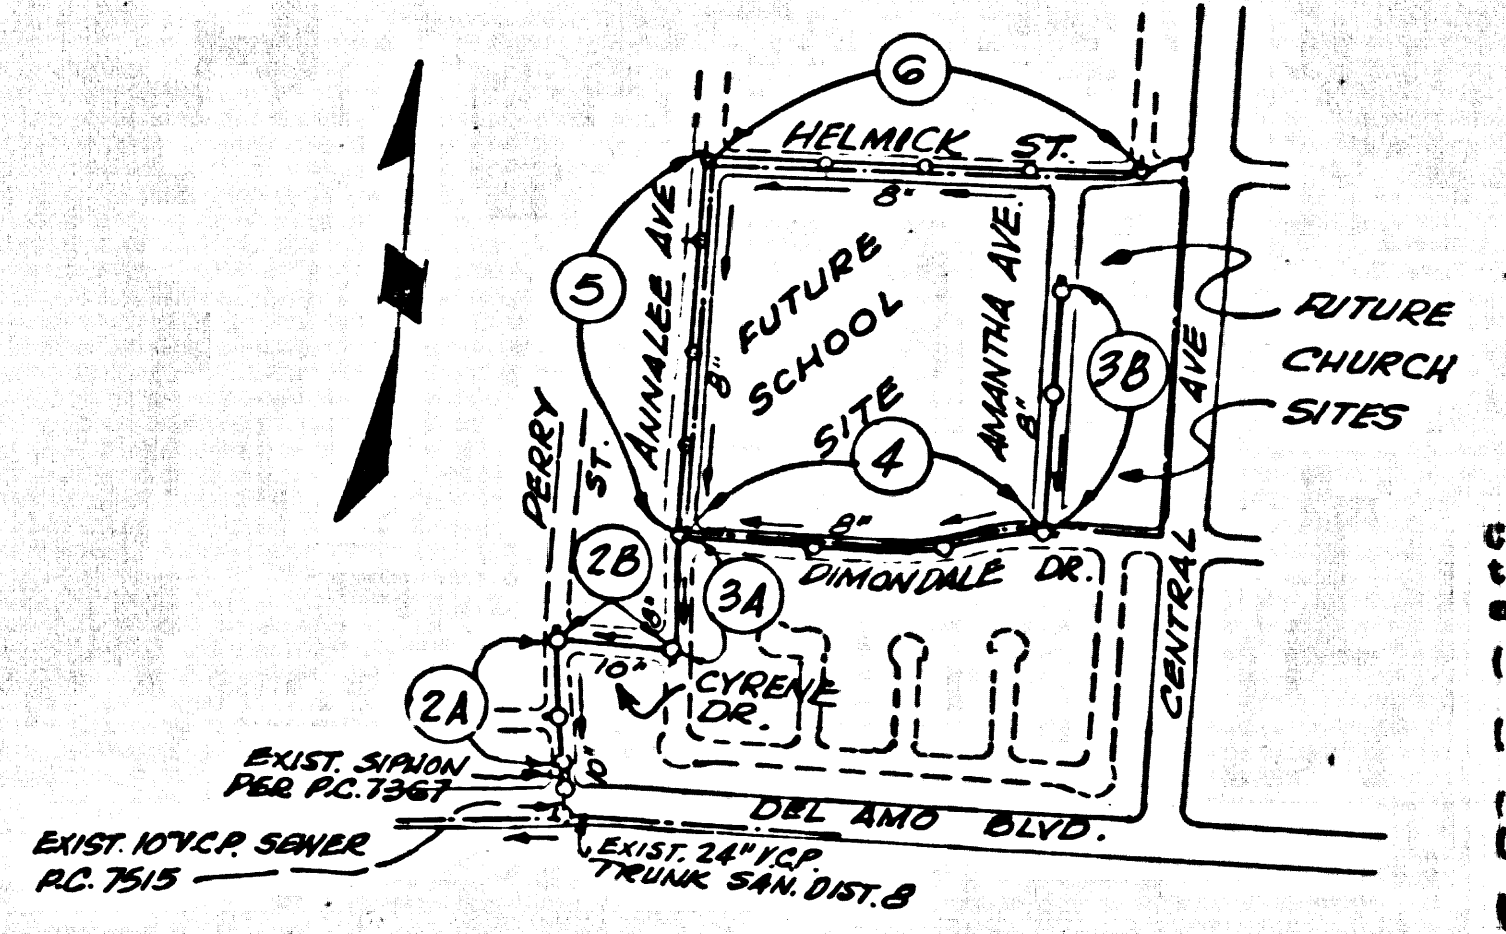 6
HELMICK ST.
8"
ANNALEE AVE
5
8"
FUTURE
SCHOOL
SITE
AMANTHA AVE.
8"
3B
FUTURE
CHURCH
SITES
CENTRAL AVE
4
8"
DIMONDALE DR.
PERRY ST.
2B
3A
8"
10"
CYRENE
DR.
2A
10"
EXIST. SIPHON
PER P.C. 7367
DEL AMO BLVD.
EXIST. 10" V.C.P. SEWER
P.C. 7515
EXIST. 24" V.C.P.
TRUNK SAN. DIST. 8